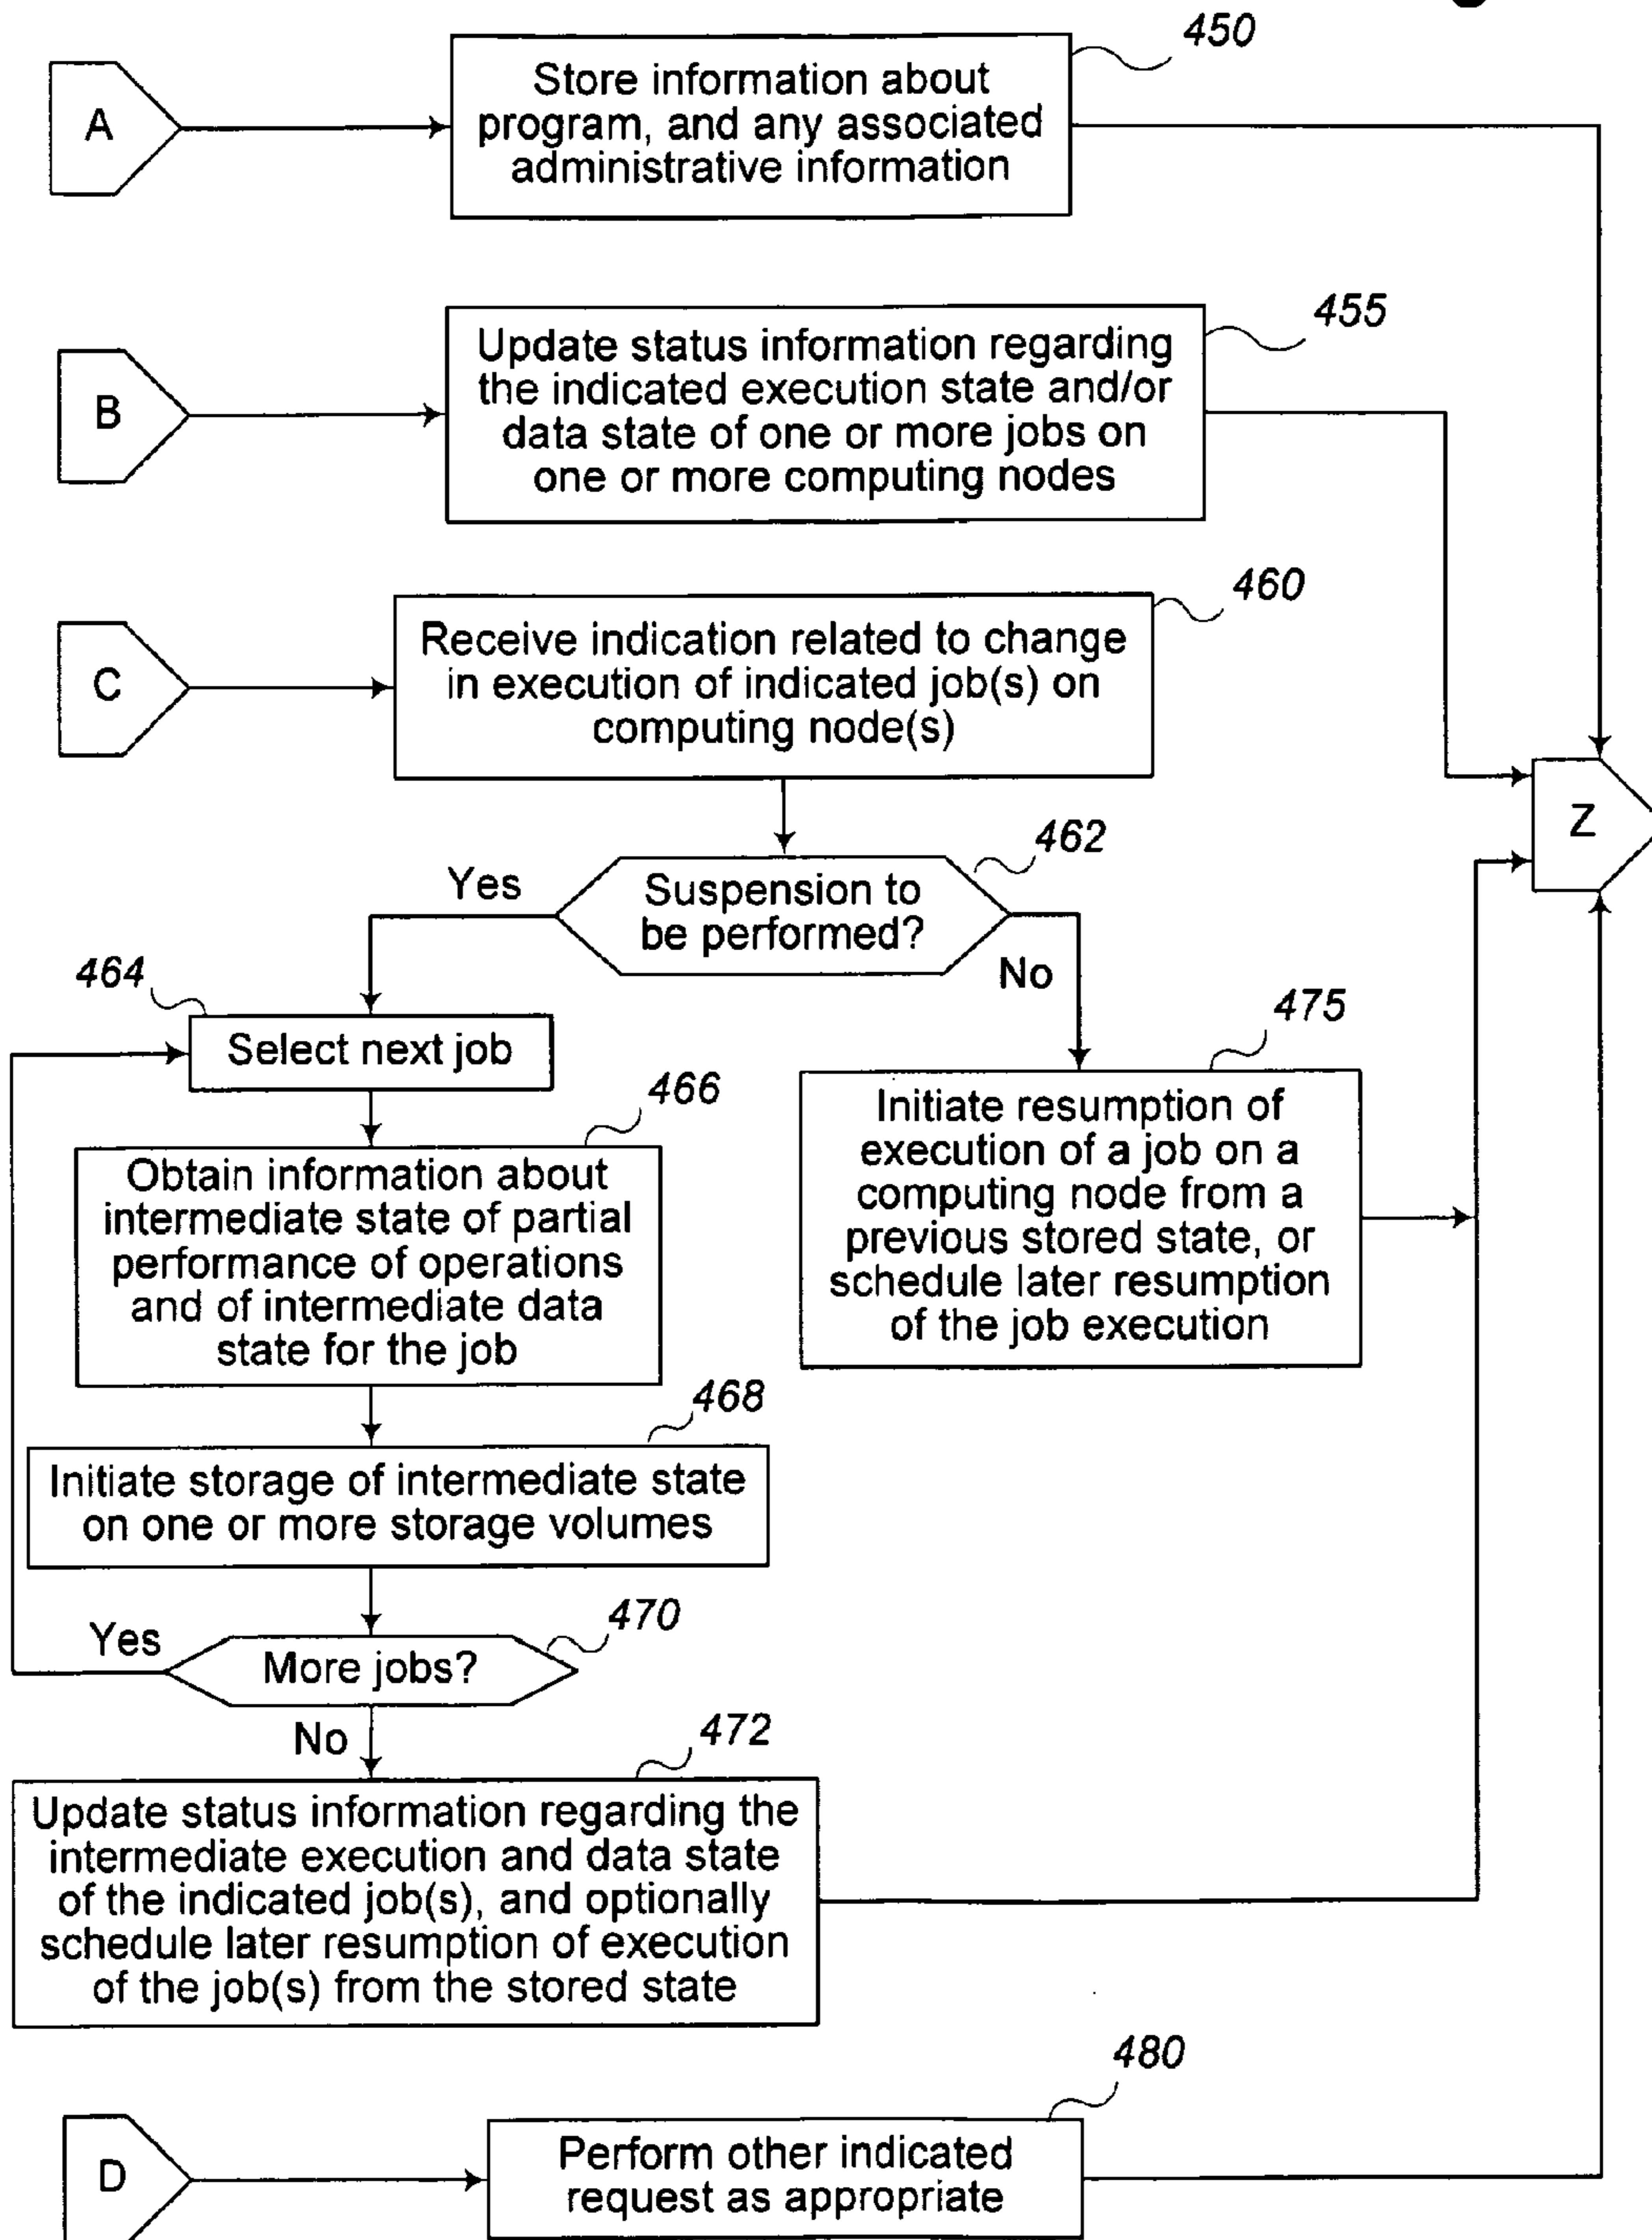 450
A
Store information about
program, and any associated
administrative information
455
B
Update status information regarding
the indicated execution state and/or
data state of one or more jobs on
one or more computing nodes
460
C
Receive indication related to change
in execution of indicated job(s) on
computing node(s)
Z
462
Yes
Suspension to
be performed?
No
464
Select next job
475
466
Initiate resumption of
execution of a job on a
computing node from a
previous stored state, or
schedule later resumption
of the job execution
Obtain information about
intermediate state of partial
performance of operations
and of intermediate data
state for the job
468
Initiate storage of intermediate state
on one or more storage volumes
470
Yes
More jobs?
No
472
Update status information regarding the
intermediate execution and data state
of the indicated job(s), and optionally
schedule later resumption of execution
of the job(s) from the stored state
480
D
Perform other indicated
request as appropriate